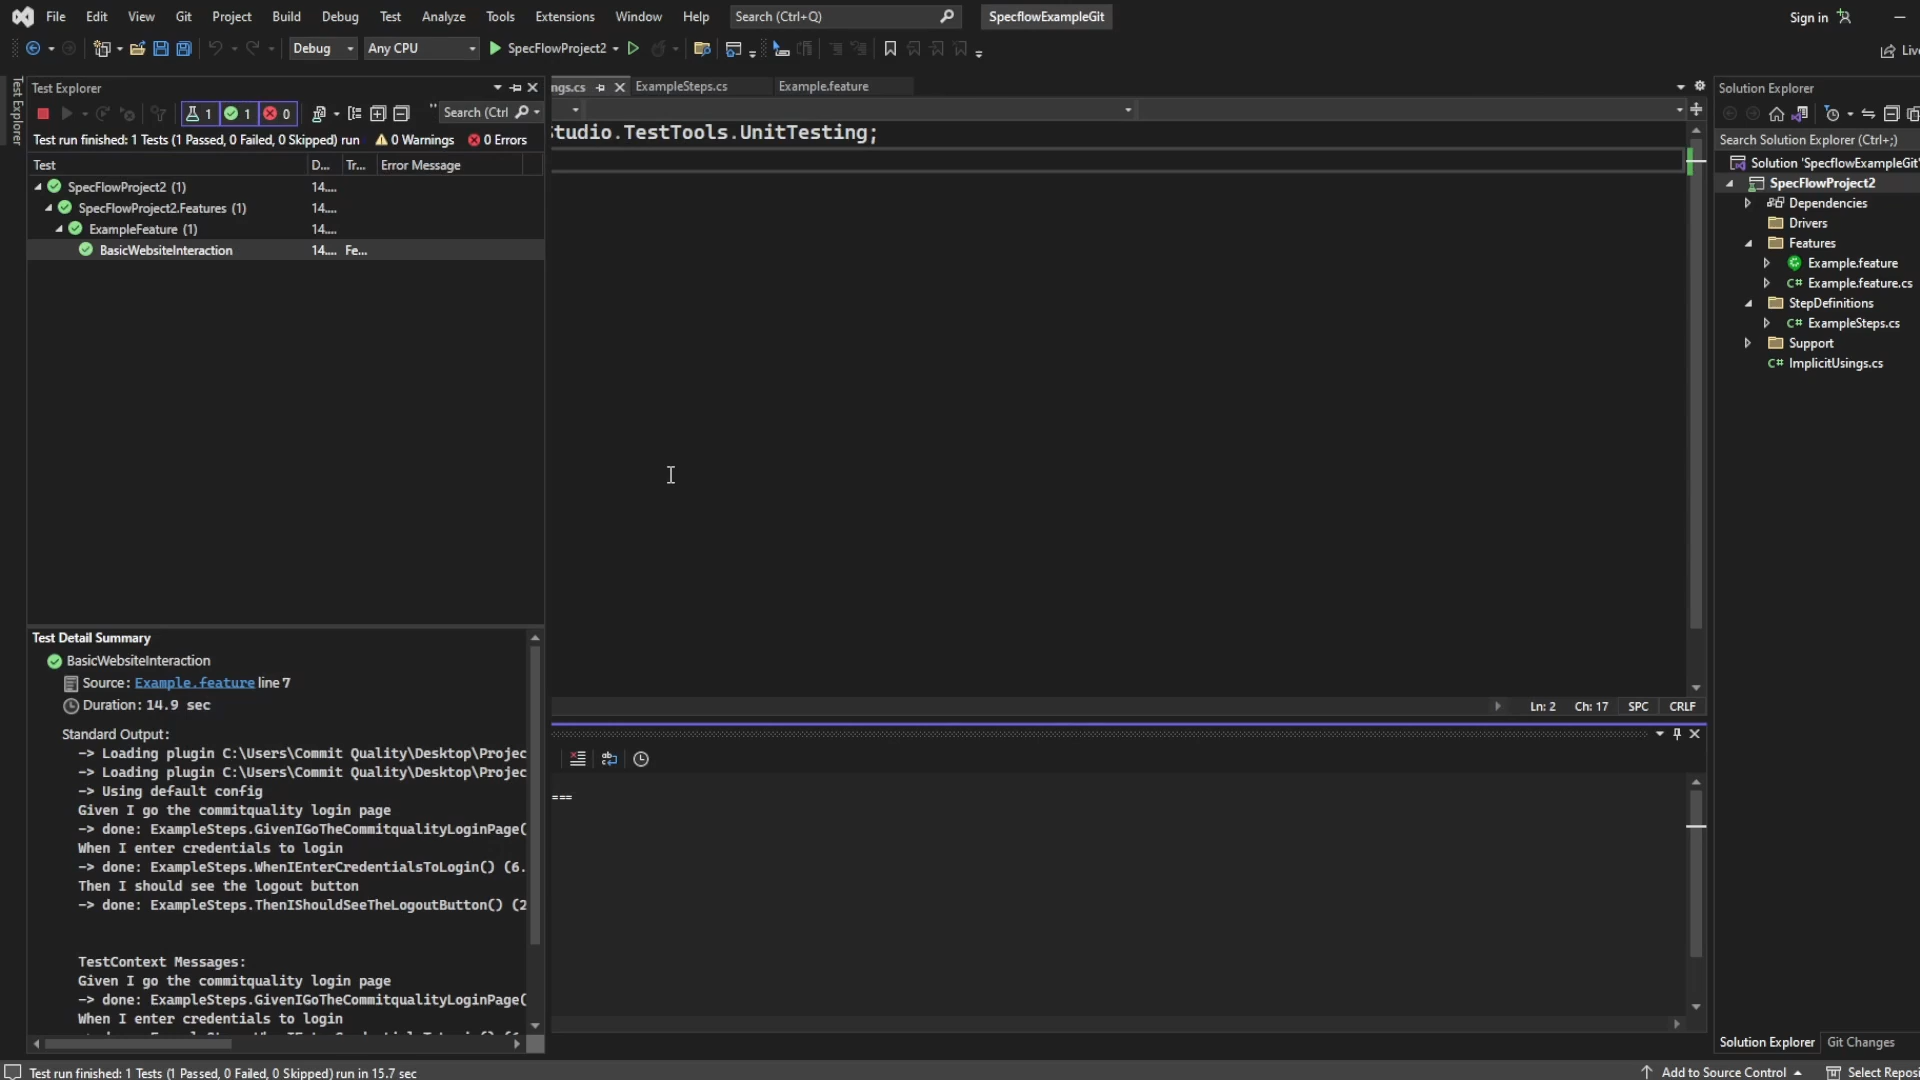 File Edit View Git Project Build Debug Test Analyze Tools Extensions Window Help Search (Ctrl+Q) SpecflowExampleGit Sign in
Debug Any CPU SpecFlowProject2 Live
Test Explorer
Test Explorer
1 1 0 Search (Ctrl
Test run finished: 1 Tests (1 Passed, 0 Failed, 0 Skipped) run 0 Warnings 0 Errors
Test D... Tr... Error Message
SpecFlowProject2 (1) 14....
SpecFlowProject2.Features (1) 14....
ExampleFeature (1) 14....
BasicWebsiteInteraction 14.... Fe...
Test Detail Summary
BasicWebsiteInteraction
Source: Example.feature line 7
Duration: 14.9 sec
Standard Output:
-> Loading plugin C:\Users\Commit Quality\Desktop\Projec
-> Loading plugin C:\Users\Commit Quality\Desktop\Projec
-> Using default config
Given I go the commitquality login page
-> done: ExampleSteps.GivenIGoTheCommitqualityLoginPage(
When I enter credentials to login
-> done: ExampleSteps.WhenIEnterCredentialsToLogin() (6.
Then I should see the logout button
-> done: ExampleSteps.ThenIShouldSeeTheLogoutButton() (2
TestContext Messages:
Given I go the commitquality login page
-> done: ExampleSteps.GivenIGoTheCommitqualityLoginPage(
When I enter credentials to login
ngs.cs ExampleSteps.cs Example.feature
Studio.TestTools.UnitTesting;
Ln: 2 Ch: 17 SPC CRLF
===
Solution Explorer
Search Solution Explorer (Ctrl+;)
Solution 'SpecflowExampleGit'
SpecFlowProject2
Dependencies
Drivers
Features
Example.feature
C# Example.feature.cs
StepDefinitions
C# ExampleSteps.cs
Support
C# ImplicitUsings.cs
Solution Explorer Git Changes
Test run finished: 1 Tests (1 Passed, 0 Failed, 0 Skipped) run in 15.7 sec Add to Source Control Select Reposi